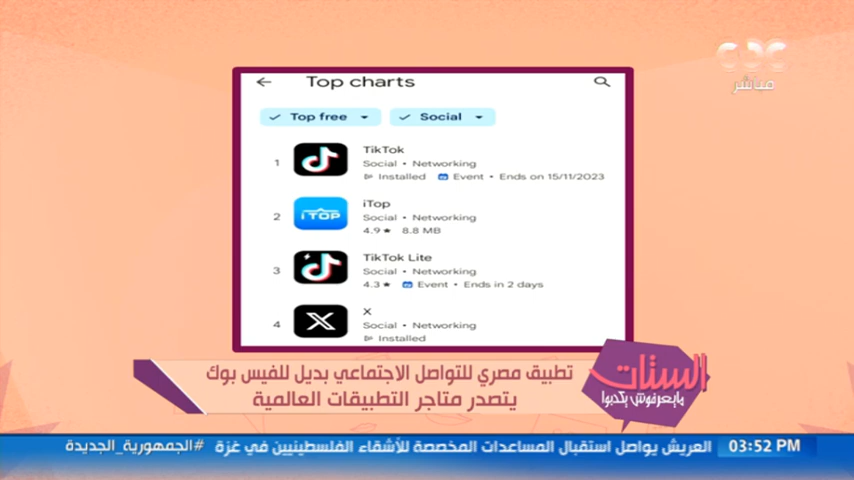 CBC
مباشر
Top charts
Top free
Social
1
TikTok
Social • Networking
Installed Event • Ends on 15/11/2023
2
iTOP
iTop
Social • Networking
4.9 ★ 8.8 MB
3
TikTok Lite
Social • Networking
4.3 ★ Event • Ends in 2 days
4
X
Social • Networking
Installed
تطبيق مصري للتواصل الاجتماعي بديل للفيس بوك
يتصدر متاجر التطبيقات العالمية
الستات
مايعرفوش يكدبوا
03:52 PM العريش يواصل استقبال المساعدات المخصصة للأشقاء الفلسطينيين في غزة #الجمهورية_الجديدة